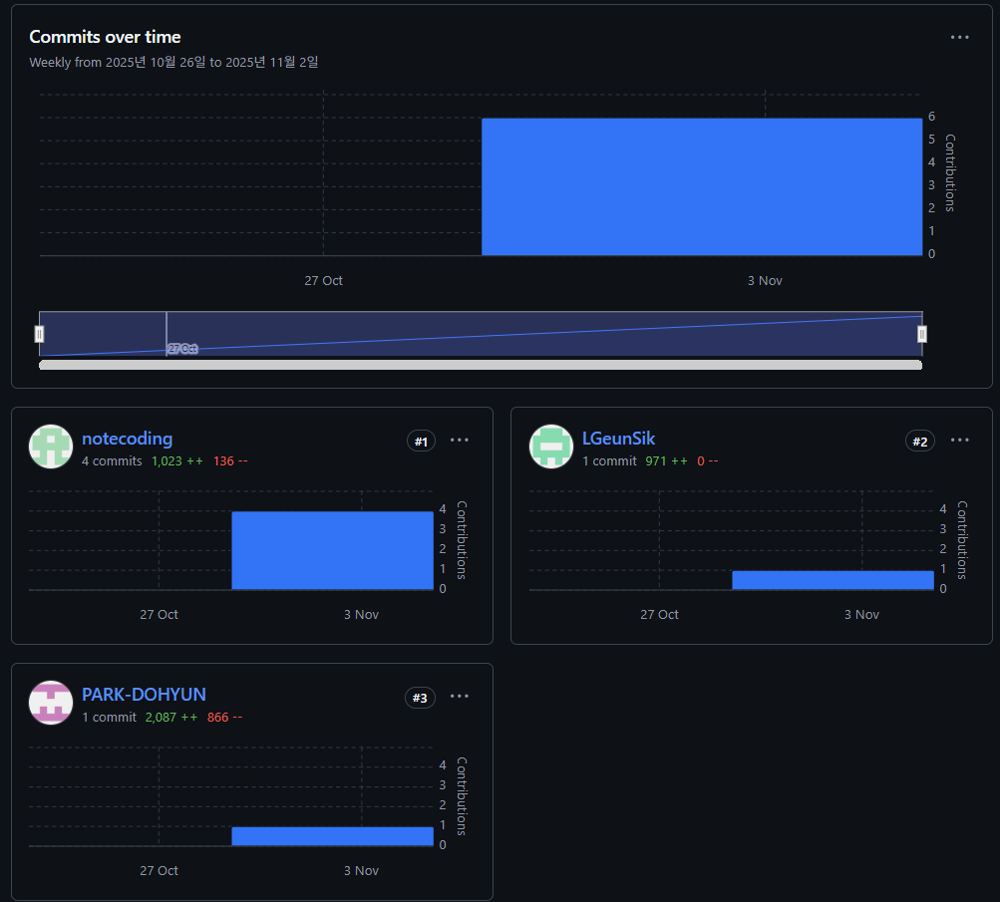 Commits over time
Weekly from 2025년 10월 26일 to 2025년 11월 2일
6
5
4
3
2
1
0
Contributions
27 Oct
3 Nov
27 Oct
notecoding
#1
4 commits 1,023 ++ 136 --
4
3
2
1
0
Contributions
27 Oct
3 Nov
LGeunSik
#2
1 commit 971 ++ 0 --
4
3
2
1
0
Contributions
27 Oct
3 Nov
PARK-DOHYUN
#3
1 commit 2,087 ++ 866 --
4
3
2
1
0
Contributions
27 Oct
3 Nov